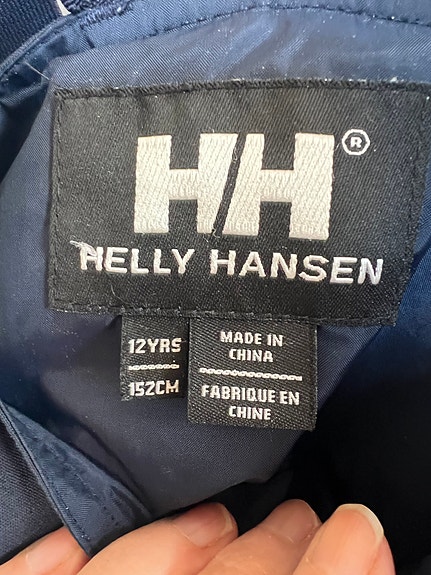 HH®
HELLY HANSEN
12YRS
152CM
MADE IN
CHINA
FABRIQUE EN
CHINE